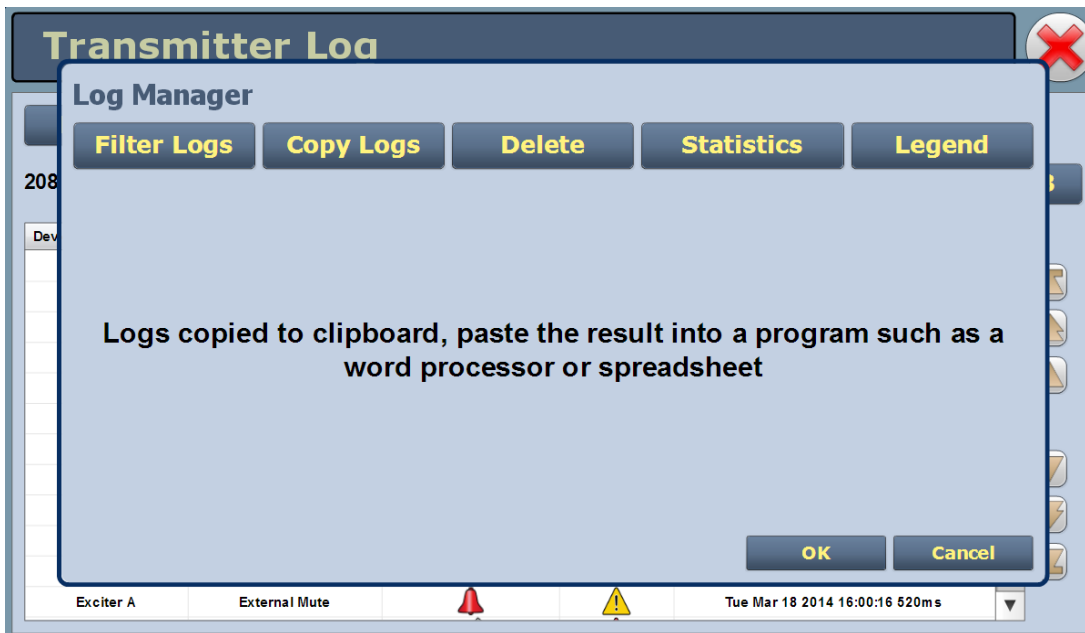 Transmitter Log
Log Manager
Filter Logs Copy Logs Delete Statistics Legend
208
Dev
Logs copied to clipboard, paste the result into a program such as a
word processor or spreadsheet
OK Cancel
Exciter A External Mute Tue Mar 18 2014 16:00:16 520ms